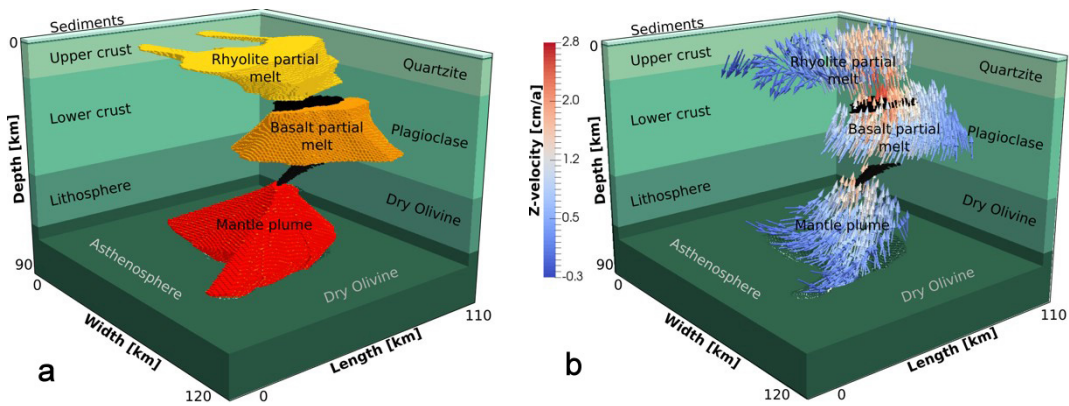 Sediments
0
Upper crust
Rhyolite partial
melt
Quartzite
Lower crust
Basalt partial
melt
Plagioclase
Depth [km]
Lithosphere
Mantle plume
Dry Olivine
Asthenosphere
Dry Olivine
90
0
Width [km]
120
0
Length [km]
110
a
Z-velocity [cm/a]
2.8
2.0
1.2
0.5
-0.3
Sediments
0
Upper crust
Rhyolite partial
melt
Quartzite
Lower crust
Basalt partial
melt
Plagioclase
Depth [km]
Lithosphere
Mantle plume
Dry Olivine
Asthenosphere
Dry Olivine
90
0
Width [km]
120
0
Length [km]
110
b